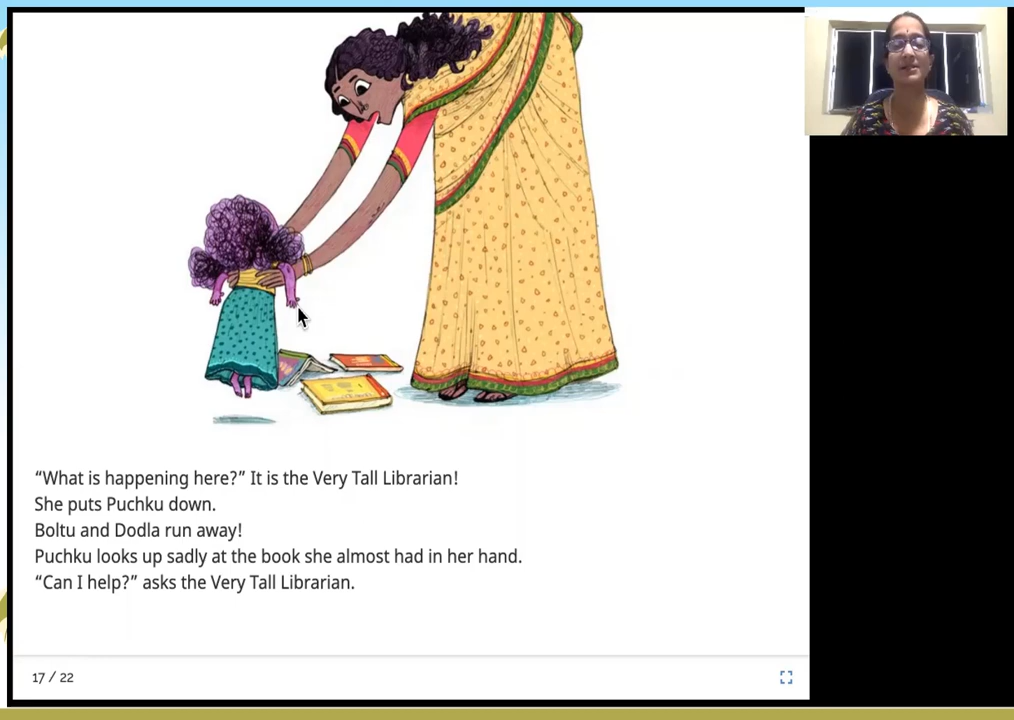 “What is happening here?” It is the Very Tall Librarian!
She puts Puchku down.
Boltu and Dodla run away!
Puchku looks up sadly at the book she almost had in her hand.
“Can I help?” asks the Very Tall Librarian.
17 / 22